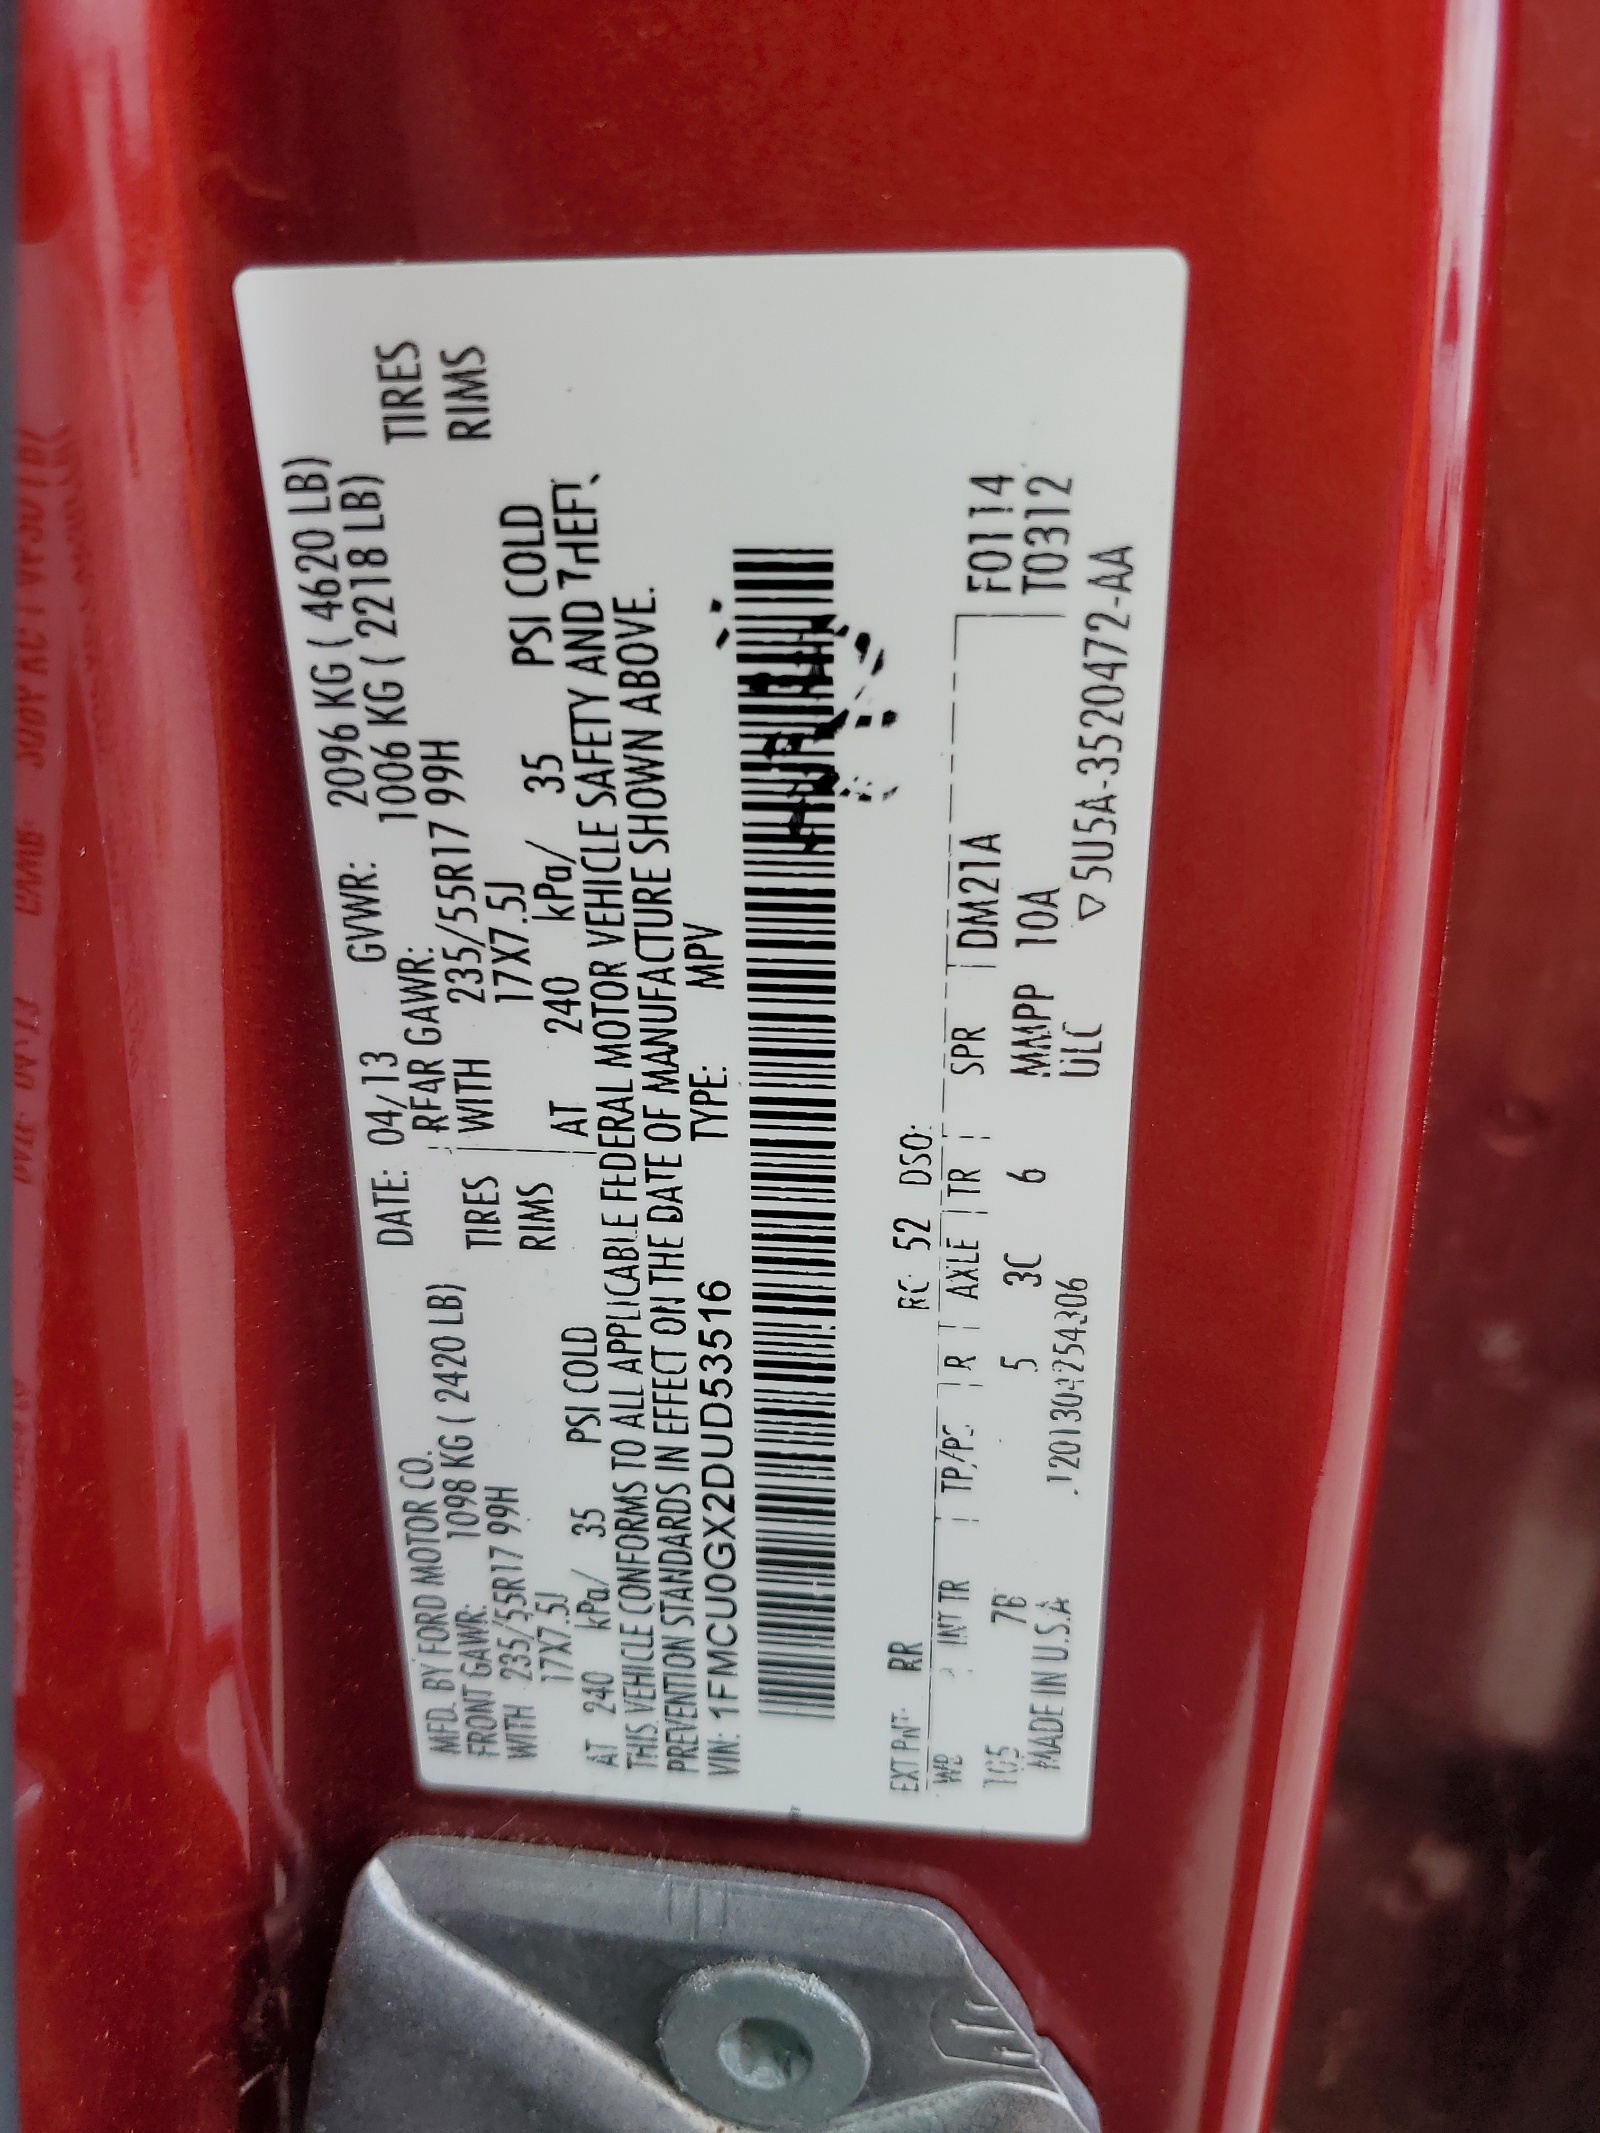 MFD. BY FORD MOTOR CO. DATE: 04/13 GVWR: 2096 KG ( 4620 LB)
FRONT GAWR: 1098 KG ( 2420 LB) REAR GAWR: 1006 KG ( 2218 LB)
WITH 235/55R17 99H TIRES WITH 235/55R17 99H TIRES
17X7.5J RIMS 17X7.5J RIMS
AT 240 kPa/ 35 PSI COLD AT 240 kPa/ 35 PSI COLD
THIS VEHICLE CONFORMS TO ALL APPLICABLE FEDERAL MOTOR VEHICLE SAFETY AND THEFT
PREVENTION STANDARDS IN EFFECT ON THE DATE OF MANUFACTURE SHOWN ABOVE.
VIN: 1FMCU0GX2DUD53516 TYPE: MPV
EXT PNT: RR RC: 52 DSO:
WB INT TR TP/PS R AXLE TR SPR DM21A F0114
105 7B 5 3C 6 MMPP 10A T0312
MADE IN U.S.A ULC ▽5U5A-3520472-AA